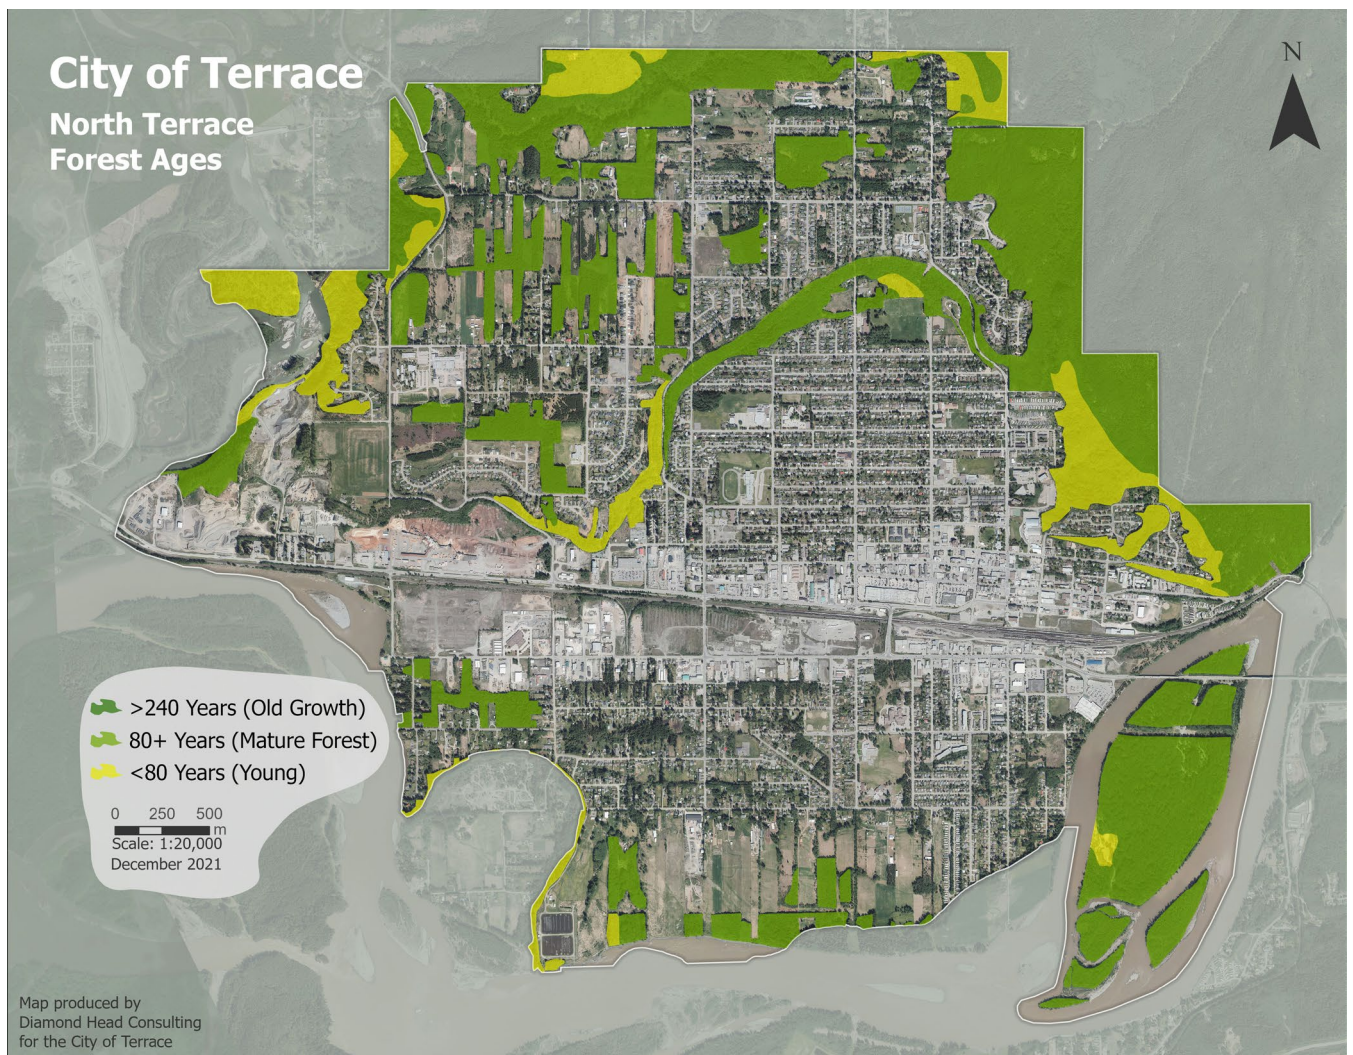 City of Terrace
North Terrace
Forest Ages
N
>240 Years (Old Growth)
80+ Years (Mature Forest)
<80 Years (Young)
0 250 500
m
Scale: 1:20,000
December 2021
Map produced by
Diamond Head Consulting
for the City of Terrace